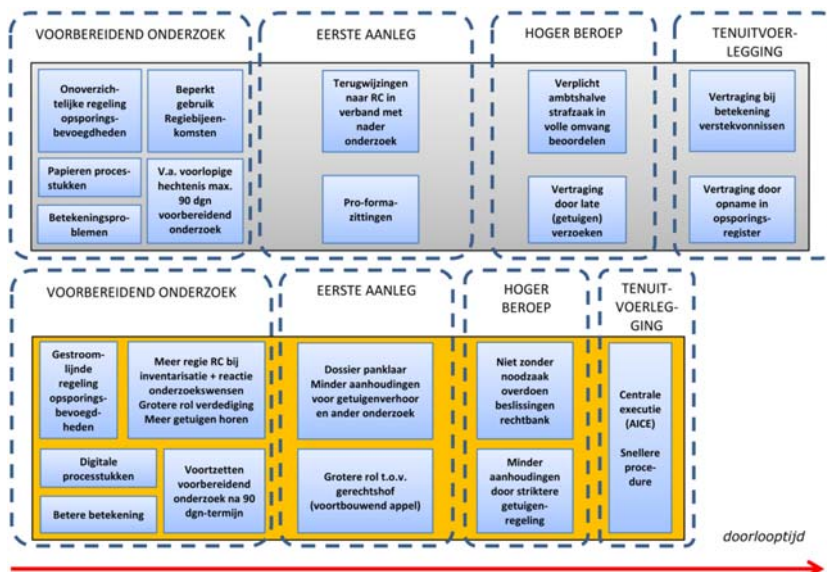 VOORBEREIDEND ONDERZOEK
EERSTE AANLEG
HOGER BEROEP
TENUITVOER-
LEGGING
Onoverzich-
telijke regeling
opsporings-
bevoegdheden
Beperkt
gebruik
Regiebijeen-
komsten
Papieren proces-
stukken
V.a. voorlopige
hechtenis max.
90 dgn
voorbereidend
onderzoek
Betekeningspro-
blemen
Terugwijzingen
naar RC in
verband met
nader
onderzoek
Pro-forma-
zittingen
Verplicht
ambtshalve
strafzaak in
volle omvang
beoordelen
Vertraging
door late
(getuigen)
verzoeken
Vertraging bij
betekening
verstekvonnissen
Vertraging door
opname in
opsporings-
register
VOORBEREIDEND ONDERZOEK
EERSTE AANLEG
HOGER
BEROEP
TENUIT-
VOERLEG-
GING
Gestroom-
lijnde
regeling
opsporings-
bevoegd-
heden
Meer regie RC bij
inventarisatie + reactie
onderzoekswensen
Grotere rol verdediging
Meer getuigen horen
Digitale
processtukken
Betere betekening
Voortzetten
voorbereidend
onderzoek na 90
dgn-termijn
Dossier panklaar
Minder aanhoudingen
voor getuigenverhoor
en ander onderzoek
Grotere rol t.o.v.
gerechtshof
(voortbouwend appel)
Niet zonder
noodzaak
overdoen
beslissingen
rechtbank
Minder
aanhoudingen
door striktere
getuigen-
regeling
Centrale
executie
(AICE)
Snellere
proce-
dure
doorlooptijd